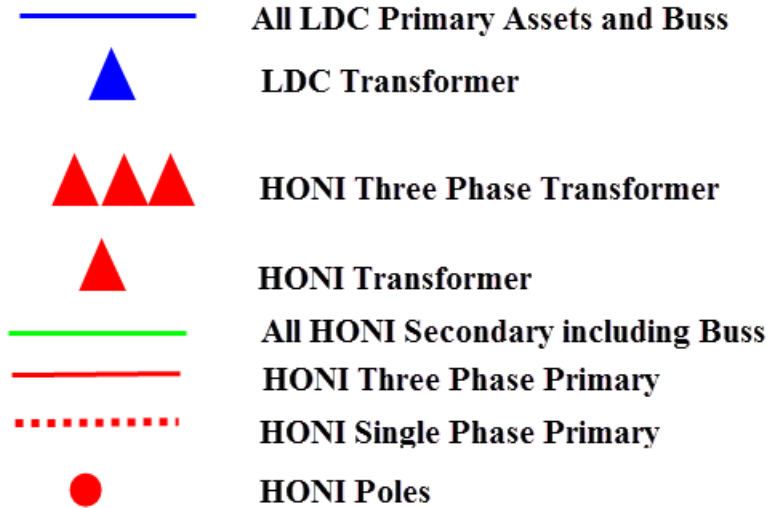 All LDC Primary Assets and Buss
LDC Transformer
HONI Three Phase Transformer
HONI Transformer
All HONI Secondary including Buss
HONI Three Phase Primary
HONI Single Phase Primary
HONI Poles